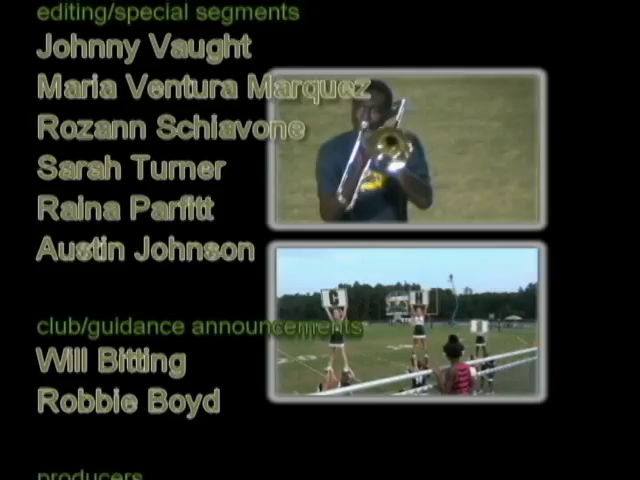 editing/special segments
Johnny Vaught
Maria Ventura Marquez
Rozann Schiavone
Sarah Turner
Raina Parfitt
Austin Johnson
club/guidance announcements
Will Bitting
Robbie Boyd
producers